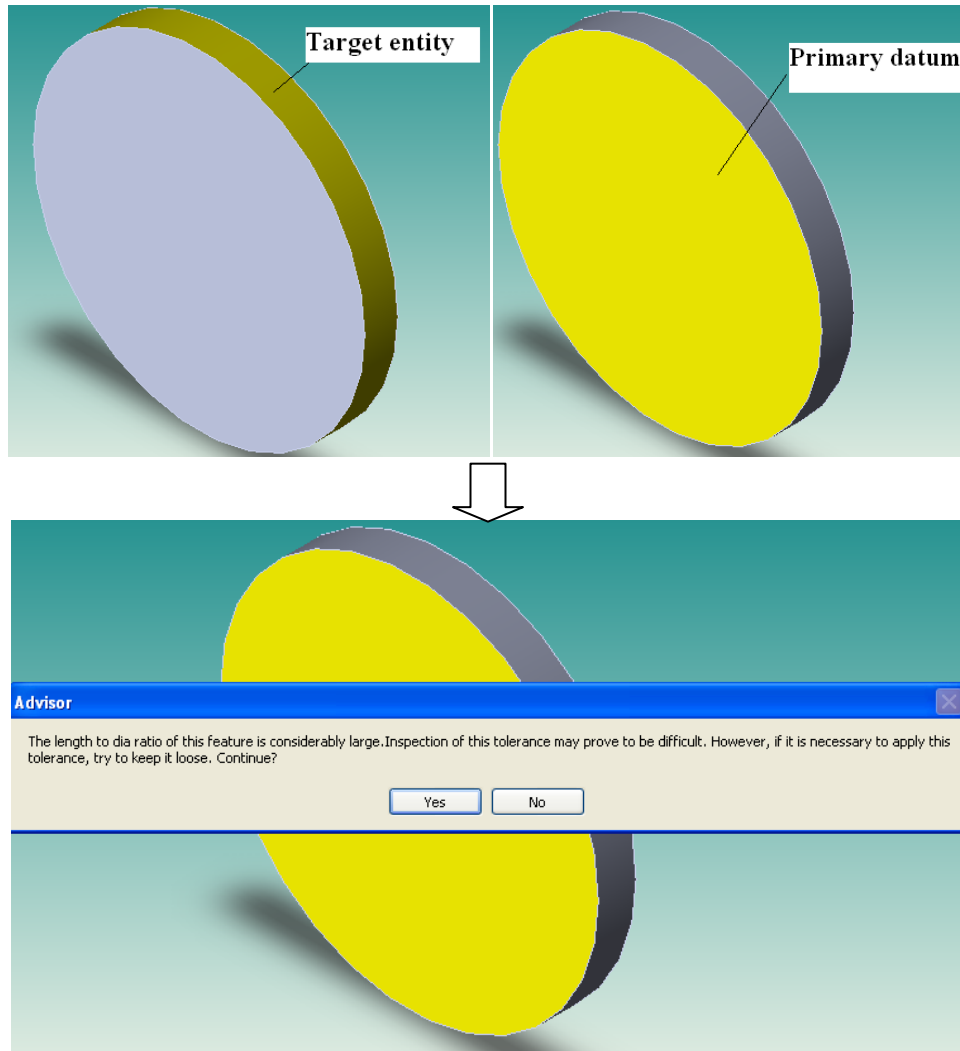 Target entity
Primary datum
Advisor
The length to dia ratio of this feature is considerably large.Inspection of this tolerance may prove to be difficult. However, if it is necessary to apply this
tolerance, try to keep it loose. Continue?
Yes
No